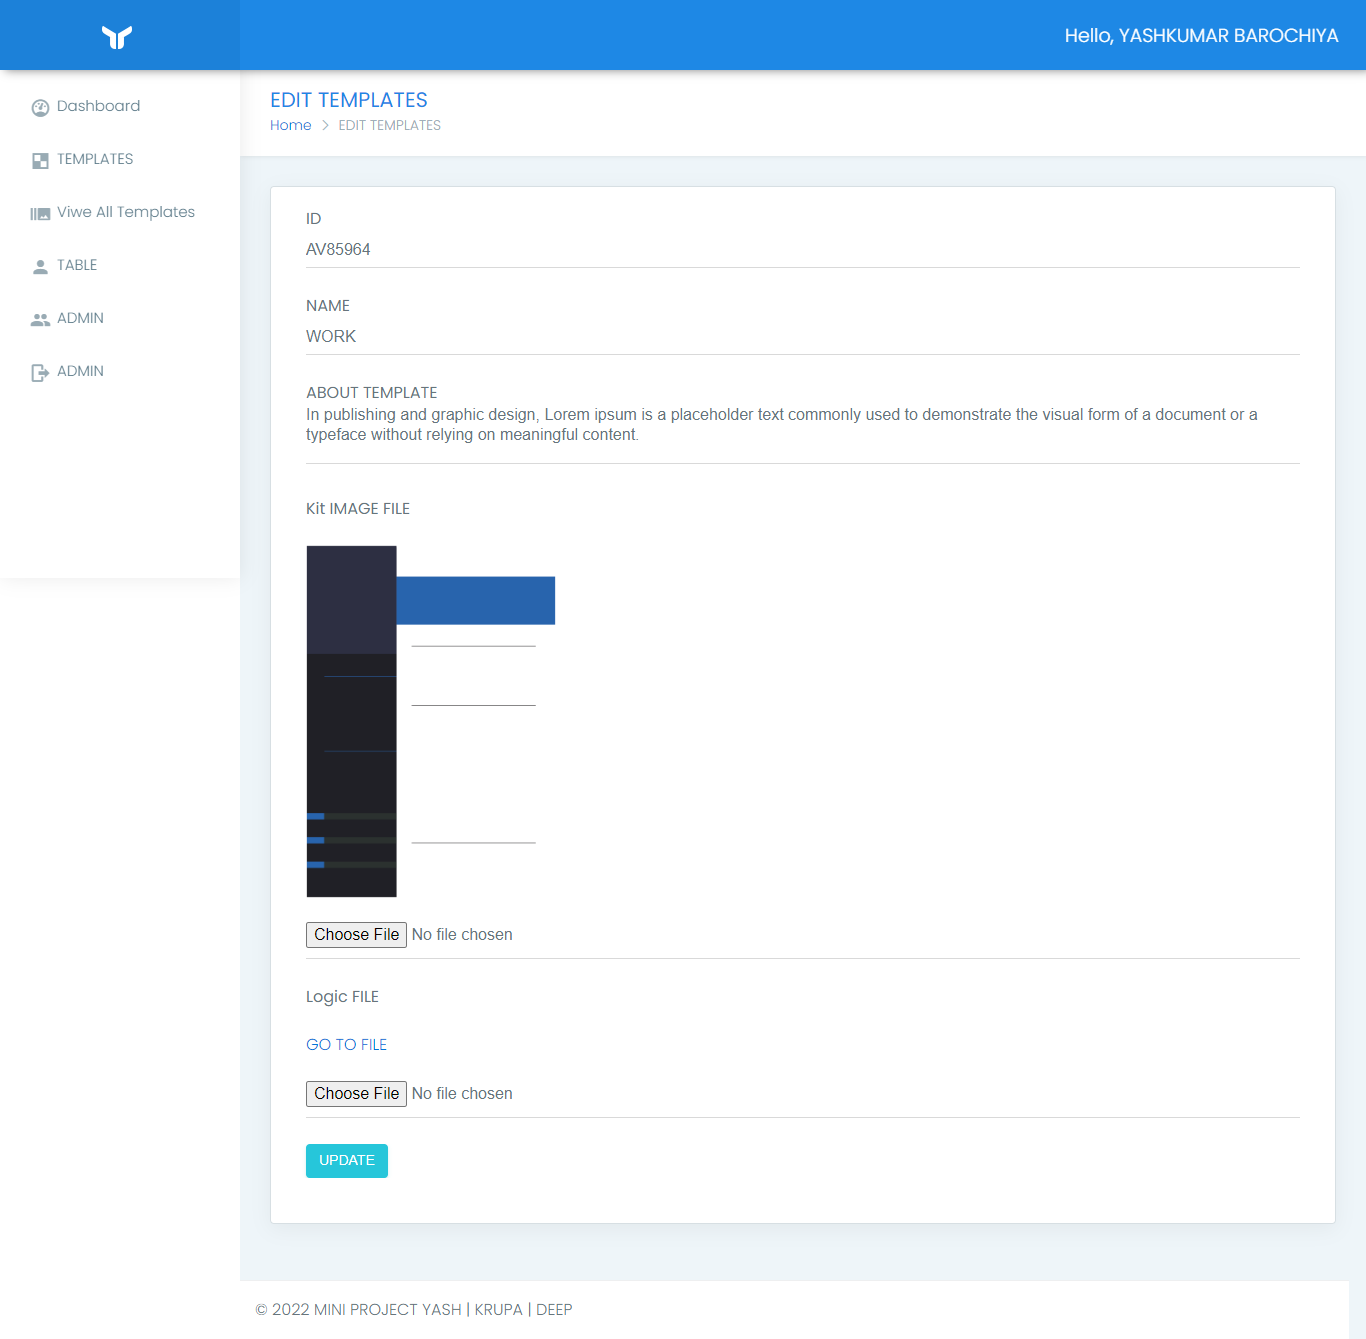 Hello, YASHKUMAR BAROCHIYA
Dashboard
TEMPLATES
Viwe All Templates
TABLE
ADMIN
ADMIN
EDIT TEMPLATES
Home > EDIT TEMPLATES
ID
AV85964
NAME
WORK
ABOUT TEMPLATE
In publishing and graphic design, Lorem ipsum is a placeholder text commonly used to demonstrate the visual form of a document or a
typeface without relying on meaningful content.
Kit IMAGE FILE
Choose File No file chosen
Logic FILE
GO TO FILE
Choose File No file chosen
UPDATE
© 2022 MINI PROJECT YASH | KRUPA | DEEP